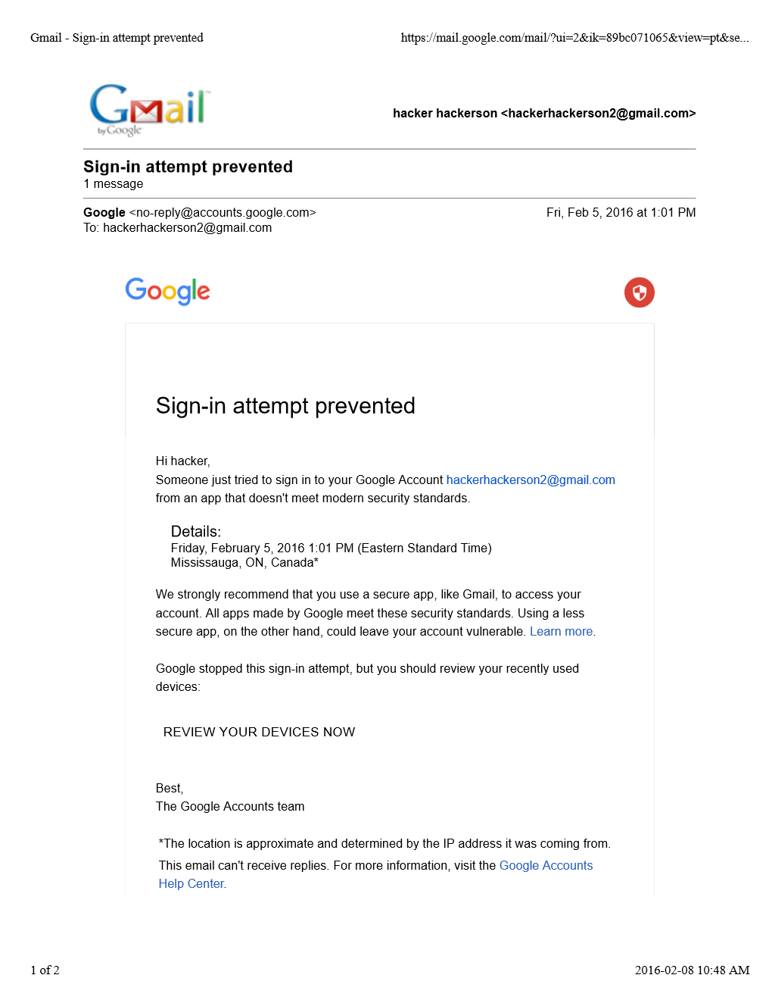 Gmail - Sign-in attempt prevented
https://mail.google.com/mail/?ui=2&ik=89bc071065&view=pt&se...
Gmail™
by Google
hacker hackerson <hackerhackerson2@gmail.com>
Sign-in attempt prevented
1 message
Google <no-reply@accounts.google.com>
Fri, Feb 5, 2016 at 1:01 PM
To: hackerhackerson2@gmail.com
Google
Sign-in attempt prevented
Hi hacker,
Someone just tried to sign in to your Google Account hackerhackerson2@gmail.com
from an app that doesn't meet modern security standards.
Details:
Friday, February 5, 2016 1:01 PM (Eastern Standard Time)
Mississauga, ON, Canada*
We strongly recommend that you use a secure app, like Gmail, to access your
account. All apps made by Google meet these security standards. Using a less
secure app, on the other hand, could leave your account vulnerable. Learn more.
Google stopped this sign-in attempt, but you should review your recently used
devices:
REVIEW YOUR DEVICES NOW
Best,
The Google Accounts team
*The location is approximate and determined by the IP address it was coming from.
This email can't receive replies. For more information, visit the Google Accounts
Help Center.
1 of 2
2016-02-08 10:48 AM